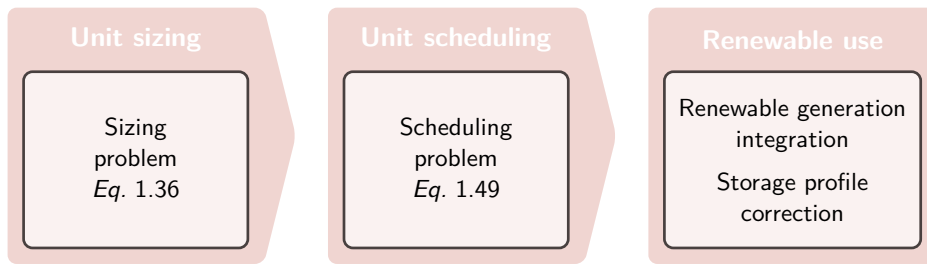 Unit sizing
Sizing
problem
Eq. 1.36
Unit scheduling
Scheduling
problem
Eq. 1.49
Renewable use
Renewable generation
integration
Storage profile
correction